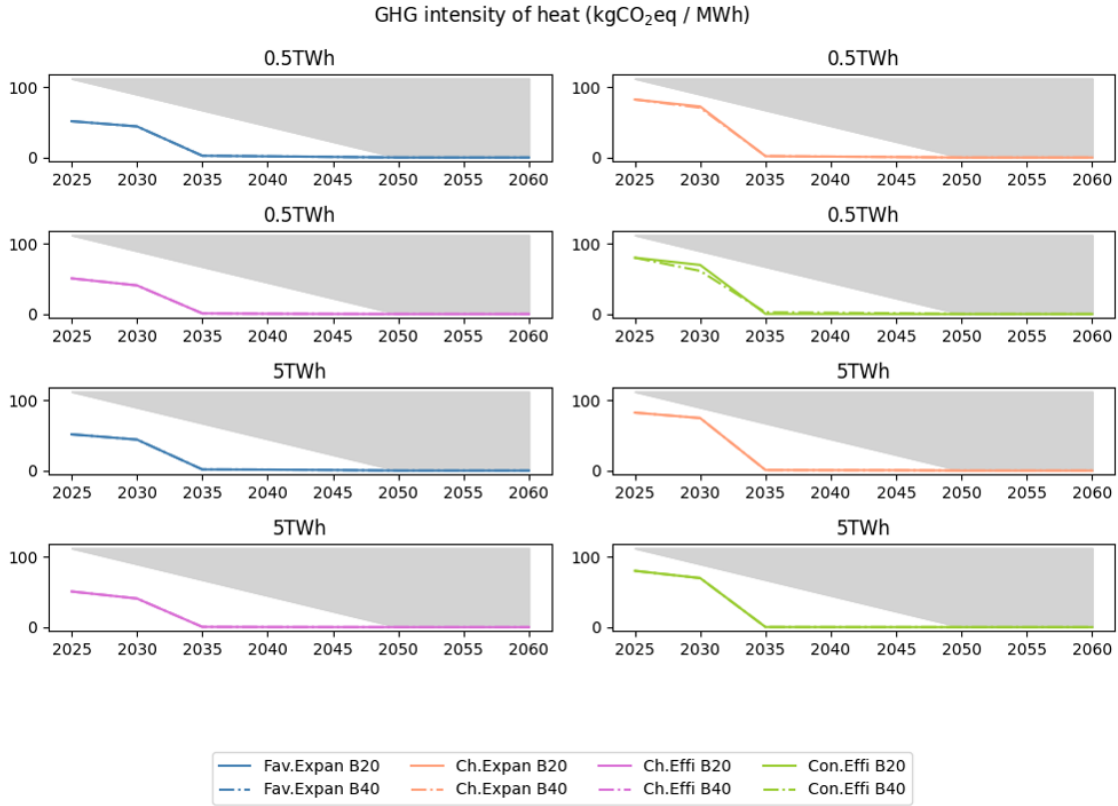 GHG intensity of heat (kgCO₂eq / MWh)
0.5TWh
100
0
2025 2030 2035 2040 2045 2050 2055 2060
0.5TWh
2025 2030 2035 2040 2045 2050 2055 2060
0.5TWh
100
0
2025 2030 2035 2040 2045 2050 2055 2060
0.5TWh
100
0
2025 2030 2035 2040 2045 2050 2055 2060
5TWh
100
0
2025 2030 2035 2040 2045 2050 2055 2060
5TWh
100
0
2025 2030 2035 2040 2045 2050 2055 2060
5TWh
100
0
2025 2030 2035 2040 2045 2050 2055 2060
5TWh
100
0
2025 2030 2035 2040 2045 2050 2055 2060
Fav.Expan B20 Ch.Expan B20 Ch.Effi B20 Con.Effi B20
Fav.Expan B40 Ch.Expan B40 Ch.Effi B40 Con.Effi B40